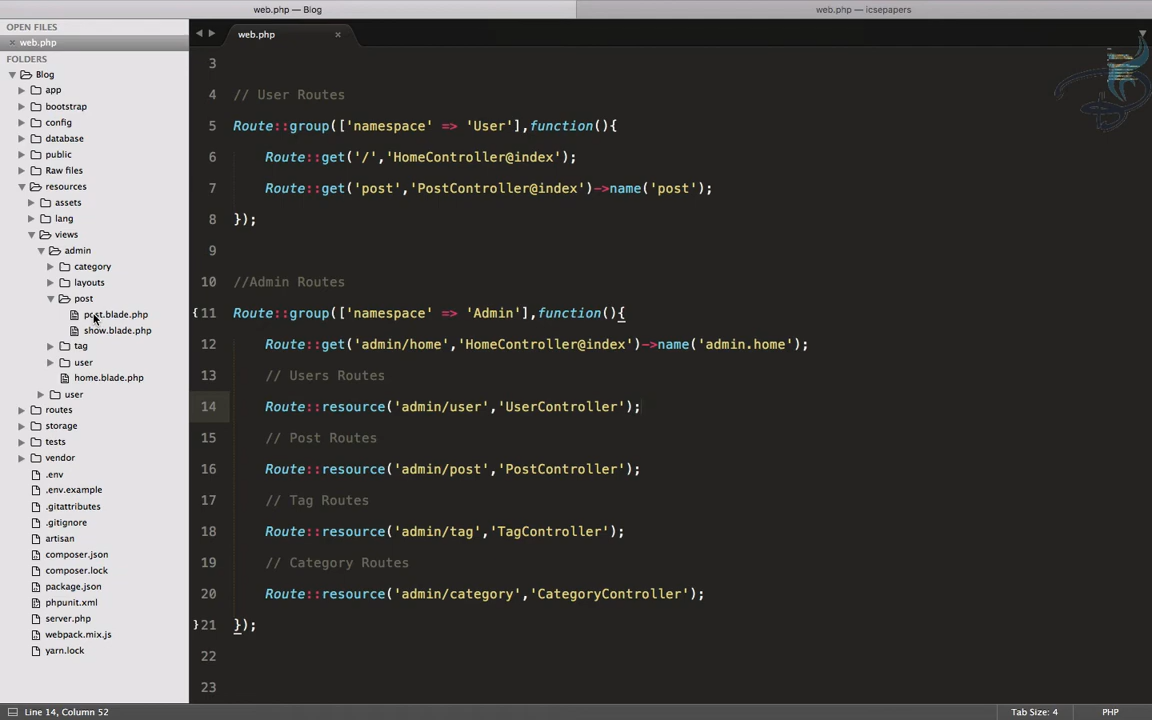 web.php — Blog
web.php — icsepapers
OPEN FILES
web.php
FOLDERS
Blog
app
bootstrap
config
database
public
Raw files
resources
assets
lang
views
admin
category
layouts
post
post.blade.php
show.blade.php
tag
user
home.blade.php
user
routes
storage
tests
vendor
.env
.env.example
.gitattributes
.gitignore
artisan
composer.json
composer.lock
package.json
phpunit.xml
server.php
webpack.mix.js
yarn.lock
web.php
3
4 // User Routes
5 Route::group(['namespace' => 'User'],function(){
6 Route::get('/','HomeController@index');
7 Route::get('post','PostController@index')->name('post');
8 });
9
10 //Admin Routes
{11 Route::group(['namespace' => 'Admin'],function(){
12 Route::get('admin/home','HomeController@index')->name('admin.home');
13 // Users Routes
14 Route::resource('admin/user','UserController');
15 // Post Routes
16 Route::resource('admin/post','PostController');
17 // Tag Routes
18 Route::resource('admin/tag','TagController');
19 // Category Routes
20 Route::resource('admin/category','CategoryController');
}21 });
22
23
Line 14, Column 52
Tab Size: 4
PHP